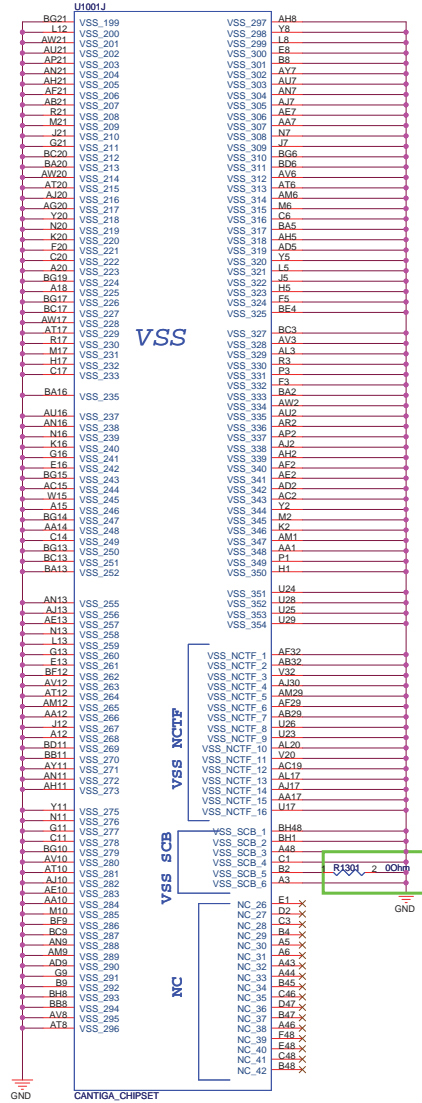 U1001J
BG21 VSS_199
L12 VSS_200
AW21 VSS_201
AU21 VSS_202
AP21 VSS_203
AN21 VSS_204
AH21 VSS_205
AF21 VSS_206
AB21 VSS_207
R21 VSS_208
M21 VSS_209
J21 VSS_210
G21 VSS_211
BC20 VSS_212
BA20 VSS_213
AW20 VSS_214
AT20 VSS_215
AJ20 VSS_216
AG20 VSS_217
Y20 VSS_218
N20 VSS_219
K20 VSS_220
F20 VSS_221
C20 VSS_222
A20 VSS_223
BG19 VSS_224
A18 VSS_225
BG17 VSS_226
BC17 VSS_227
AW17 VSS_228
AT17 VSS_229
R17 VSS_230
M17 VSS_231
H17 VSS_232
C17 VSS_233
BA16 VSS_235
AU16 VSS_237
AN16 VSS_238
N16 VSS_239
K16 VSS_240
G16 VSS_241
E16 VSS_242
BG15 VSS_243
AC15 VSS_244
W15 VSS_245
A15 VSS_246
BG14 VSS_247
AA14 VSS_248
C14 VSS_249
BG13 VSS_250
BC13 VSS_251
BA13 VSS_252
AN13 VSS_255
AJ13 VSS_256
AE13 VSS_257
N13 VSS_258
L13 VSS_259
G13 VSS_260
E13 VSS_261
BF12 VSS_262
AV12 VSS_263
AT12 VSS_264
AM12 VSS_265
AA12 VSS_266
J12 VSS_267
A12 VSS_268
BD11 VSS_269
BB11 VSS_270
AY11 VSS_271
AN11 VSS_272
AH11 VSS_273
Y11 VSS_275
N11 VSS_276
G11 VSS_277
C11 VSS_278
BG10 VSS_279
AV10 VSS_280
AT10 VSS_281
AJ10 VSS_282
AE10 VSS_283
AA10 VSS_284
M10 VSS_285
BF9 VSS_286
BC9 VSS_287
AN9 VSS_288
AM9 VSS_289
AD9 VSS_290
G9 VSS_291
B9 VSS_292
BH8 VSS_293
BB8 VSS_294
AV8 VSS_295
AT8 VSS_296
GND
VSS
VSS_297 AH8
VSS_298 Y8
VSS_299 L8
VSS_300 E8
VSS_301 B8
VSS_302 AY7
VSS_303 AU7
VSS_304 AN7
VSS_305 AJ7
VSS_306 AE7
VSS_307 AA7
VSS_308 N7
VSS_309 J7
VSS_310 BG6
VSS_311 BD6
VSS_312 AV6
VSS_313 AT6
VSS_314 AM6
VSS_315 M6
VSS_316 C6
VSS_317 BA5
VSS_318 AH5
VSS_319 AD5
VSS_320 Y5
VSS_321 L5
VSS_322 J5
VSS_323 H5
VSS_324 F5
VSS_325 BE4
VSS_327 BC3
VSS_328 AV3
VSS_329 AL3
VSS_330 R3
VSS_331 P3
VSS_332 F3
VSS_333 BA2
VSS_334 AW2
VSS_335 AU2
VSS_336 AR2
VSS_337 AP2
VSS_338 AJ2
VSS_339 AH2
VSS_340 AF2
VSS_341 AE2
VSS_342 AD2
VSS_343 AC2
VSS_344 Y2
VSS_345 M2
VSS_346 K2
VSS_347 AM1
VSS_348 AA1
VSS_349 P1
VSS_350 H1
VSS_351 U24
VSS_352 U28
VSS_353 U25
VSS_354 U29
VSS NCTF
VSS_NCTF_1 AF32
VSS_NCTF_2 AB32
VSS_NCTF_3 V32
VSS_NCTF_4 AJ30
VSS_NCTF_5 AM29
VSS_NCTF_6 AF29
VSS_NCTF_7 AB29
VSS_NCTF_8 U26
VSS_NCTF_9 U23
VSS_NCTF_10 AL20
VSS_NCTF_11 V20
VSS_NCTF_12 AC19
VSS_NCTF_13 AL17
VSS_NCTF_14 AJ17
VSS_NCTF_15 AA17
VSS_NCTF_16 U17
VSS SCB
VSS_SCB_1 BH48
VSS_SCB_2 BH1
VSS_SCB_3 A48
VSS_SCB_4 C1
VSS_SCB_5 B2
VSS_SCB_6 A3
1 R1301 2 0Ohm
GND
NC
NC_26 E1
NC_27 D2
NC_28 C3
NC_29 B4
NC_30 A5
NC_31 A6
NC_32 A43
NC_33 A44
NC_34 B45
NC_35 C46
NC_36 D47
NC_37 B47
NC_38 A46
NC_39 F48
NC_40 E48
NC_41 C48
NC_42 B48
CANTIGA_CHIPSET